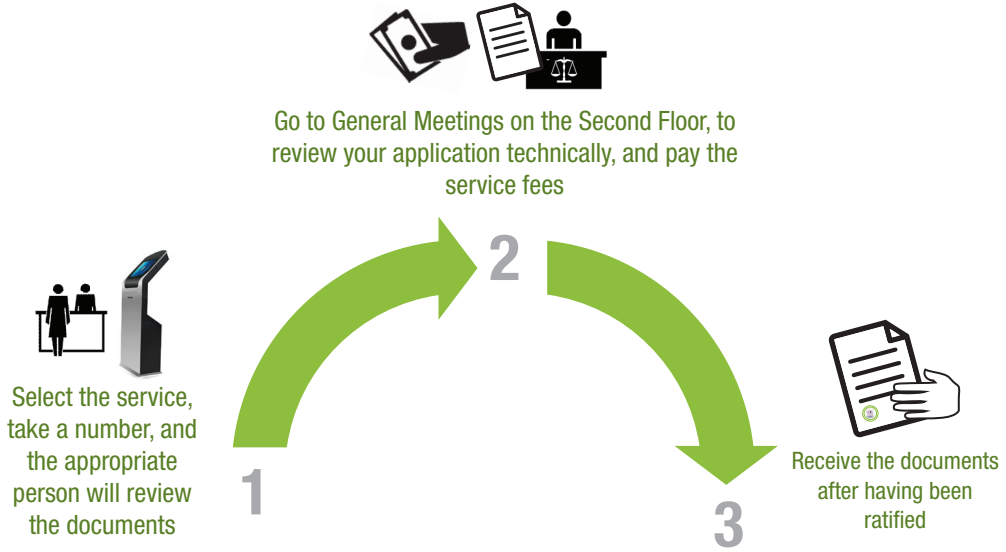 Go to General Meetings on the Second Floor, to
review your application technically, and pay the
service fees
2
Select the service,
take a number, and
the appropriate
person will review
the documents
1
Receive the documents
after having been
ratified
3